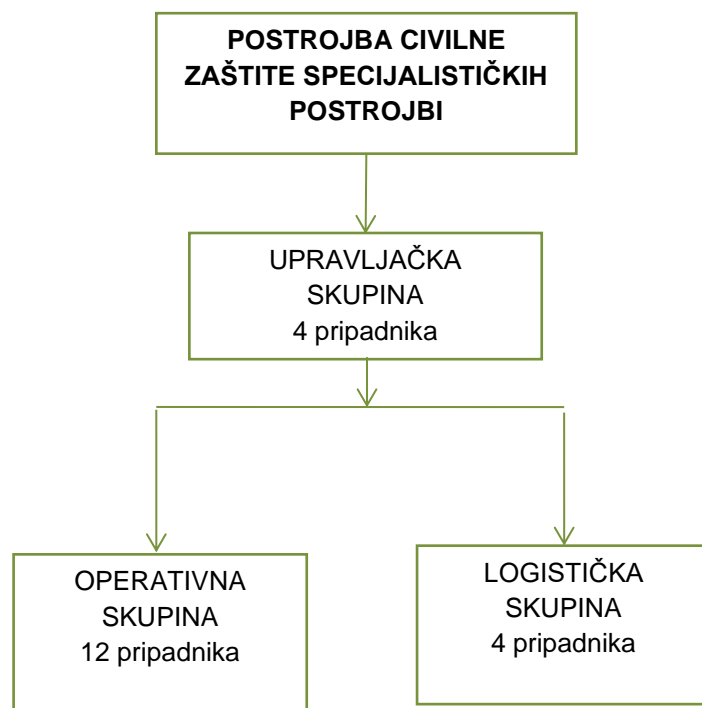 POSTROJBA CIVILNE
ZAŠTITE SPECIJALISTIČKIH
POSTROJBI
UPRAVLJAČKA
SKUPINA
4 pripadnika
OPERATIVNA
SKUPINA
12 pripadnika
LOGISTIČKA
SKUPINA
4 pripadnika